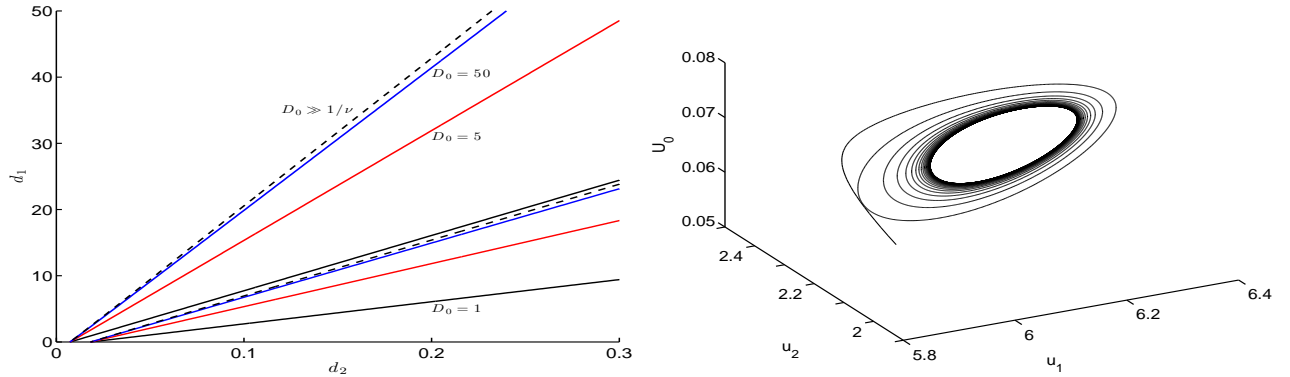 50
40
30
20
10
0
d₁
0
0.1
0.2
0.3
d₂
D₀ ≫ 1/ν
D₀ = 50
D₀ = 5
D₀ = 1
0.08
0.07
0.06
0.05
U₀
2.4
2.2
2
u₂
5.8
6
6.2
6.4
u₁